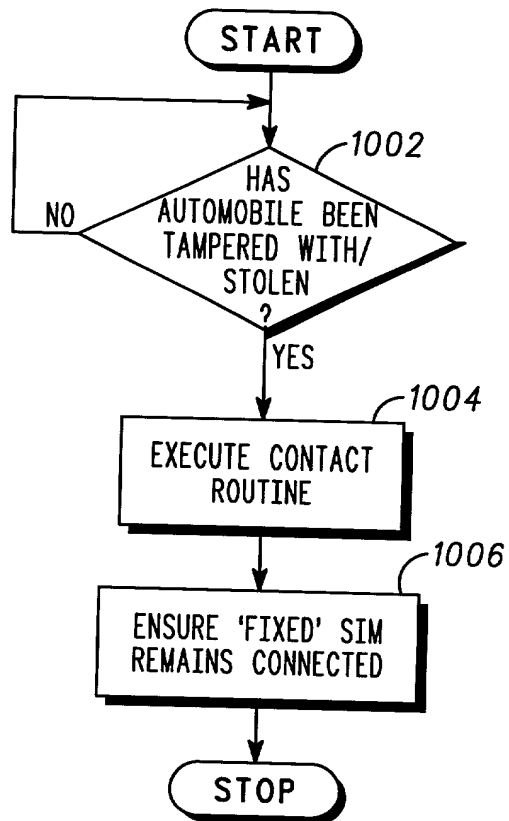 START
1002
HAS
AUTOMOBILE BEEN
TAMPERED WITH/
STOLEN
?
NO
YES
1004
EXECUTE CONTACT
ROUTINE
1006
ENSURE 'FIXED' SIM
REMAINS CONNECTED
STOP